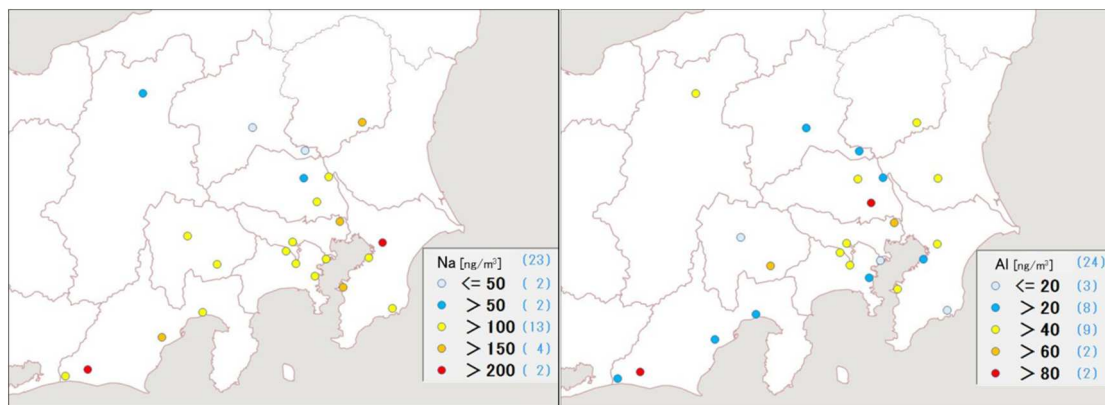 Na [ng/m³] (23)
<= 50 ( 2)
> 50 ( 2)
> 100 (13)
> 150 ( 4)
> 200 ( 2)
Al [ng/m³] (24)
<= 20 (3)
> 20 (8)
> 40 (9)
> 60 (2)
> 80 (2)